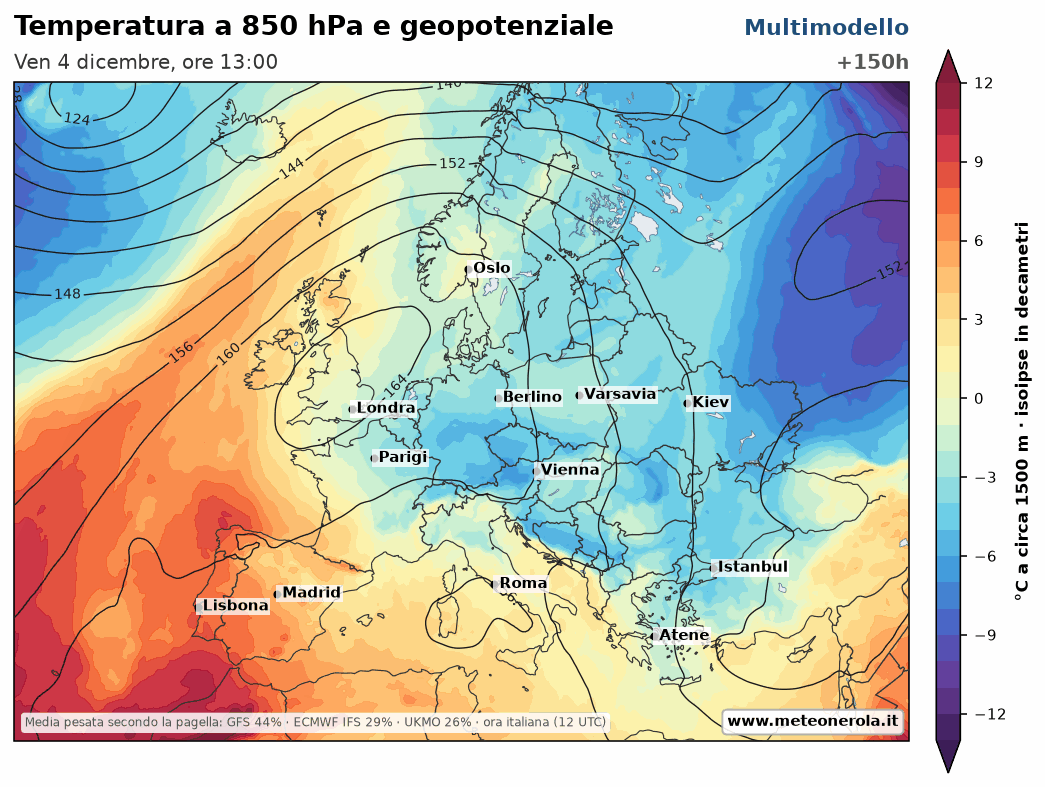 Temperatura a 850 hPa e geopotenziale
Multimodello
Ven 4 dicembre, ore 13:00
+150h
124
144
152
148
156
160
164
152
Oslo
Londra
Berlino
Varsavia
Kiev
Parigi
Vienna
Madrid
Lisbona
Roma
Istanbul
Atene
12
9
6
3
0
−3
−6
−9
−12
°C a circa 1500 m · isoipse in decametri
Media pesata secondo la pagella: GFS 44% · ECMWF IFS 29% · UKMO 26% · ora italiana (12 UTC)
www.meteonerola.it